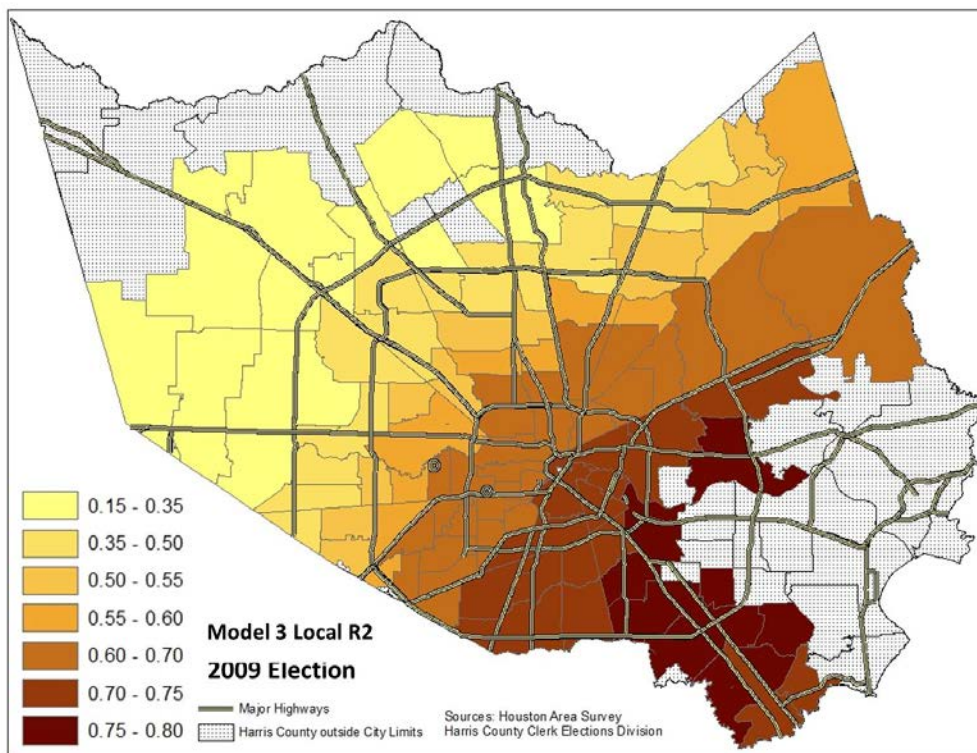 0.15 - 0.35
0.35 - 0.50
0.50 - 0.55
0.55 - 0.60
0.60 - 0.70
0.70 - 0.75
0.75 - 0.80
Model 3 Local R2
2009 Election
Major Highways
Harris County outside City Limits
Sources: Houston Area Survey
Harris County Clerk Elections Division